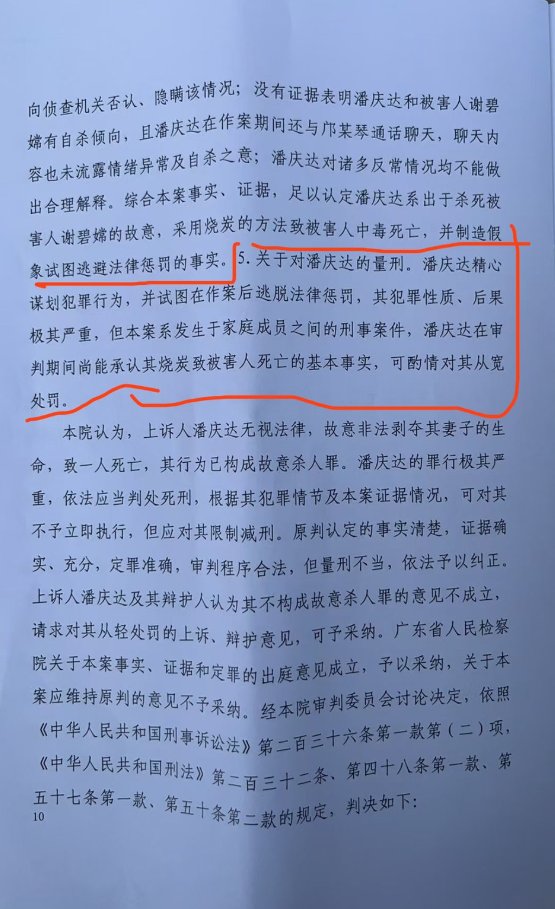 向侦查机关否认、隐瞒该情况；没有证据表明潘庆达和被害人谢碧
嫦有自杀倾向，且潘庆达在作案期间还与邝某琴通话聊天，聊天内
容也未流露情绪异常及自杀之意；潘庆达对诸多反常情况均不能做
出合理解释。综合本案事实、证据，足以认定潘庆达系出于杀死被
害人谢碧嫦的故意，采用烧炭的方法致被害人中毒死亡，并制造假
象试图逃避法律惩罚的事实。5.关于对潘庆达的量刑。潘庆达精心
谋划犯罪行为，并试图在作案后逃脱法律惩罚，其犯罪性质、后果
极其严重，但本案系发生于家庭成员之间的刑事案件，潘庆达在审
判期间尚能承认其烧炭致被害人死亡的基本事实，可酌情对其从宽
处罚。
本院认为，上诉人潘庆达无视法律，故意非法剥夺其妻子的生
命，致一人死亡，其行为已构成故意杀人罪。潘庆达的罪行极其严
重，依法应当判处死刑，根据其犯罪情节及本案证据情况，可对其
不予立即执行，但应对其限制减刑。原判认定的事实清楚，证据确
实、充分，定罪准确，审判程序合法，但量刑不当，依法予以纠正。
上诉人潘庆达及其辩护人认为其不构成故意杀人罪的意见不成立，
请求对其从轻处罚的上诉、辩护意见，可予采纳。广东省人民检察
院关于本案事实、证据和定罪的出庭意见成立，予以采纳，关于本
案应维持原判的意见不予采纳。经本院审判委员会讨论决定，依照
《中华人民共和国刑事诉讼法》第二百三十六条第一款第（二）项，
《中华人民共和国刑法》第二百三十二条、第四十八条第一款、第
五十七条第一款、第五十条第二款的规定，判决如下：
10